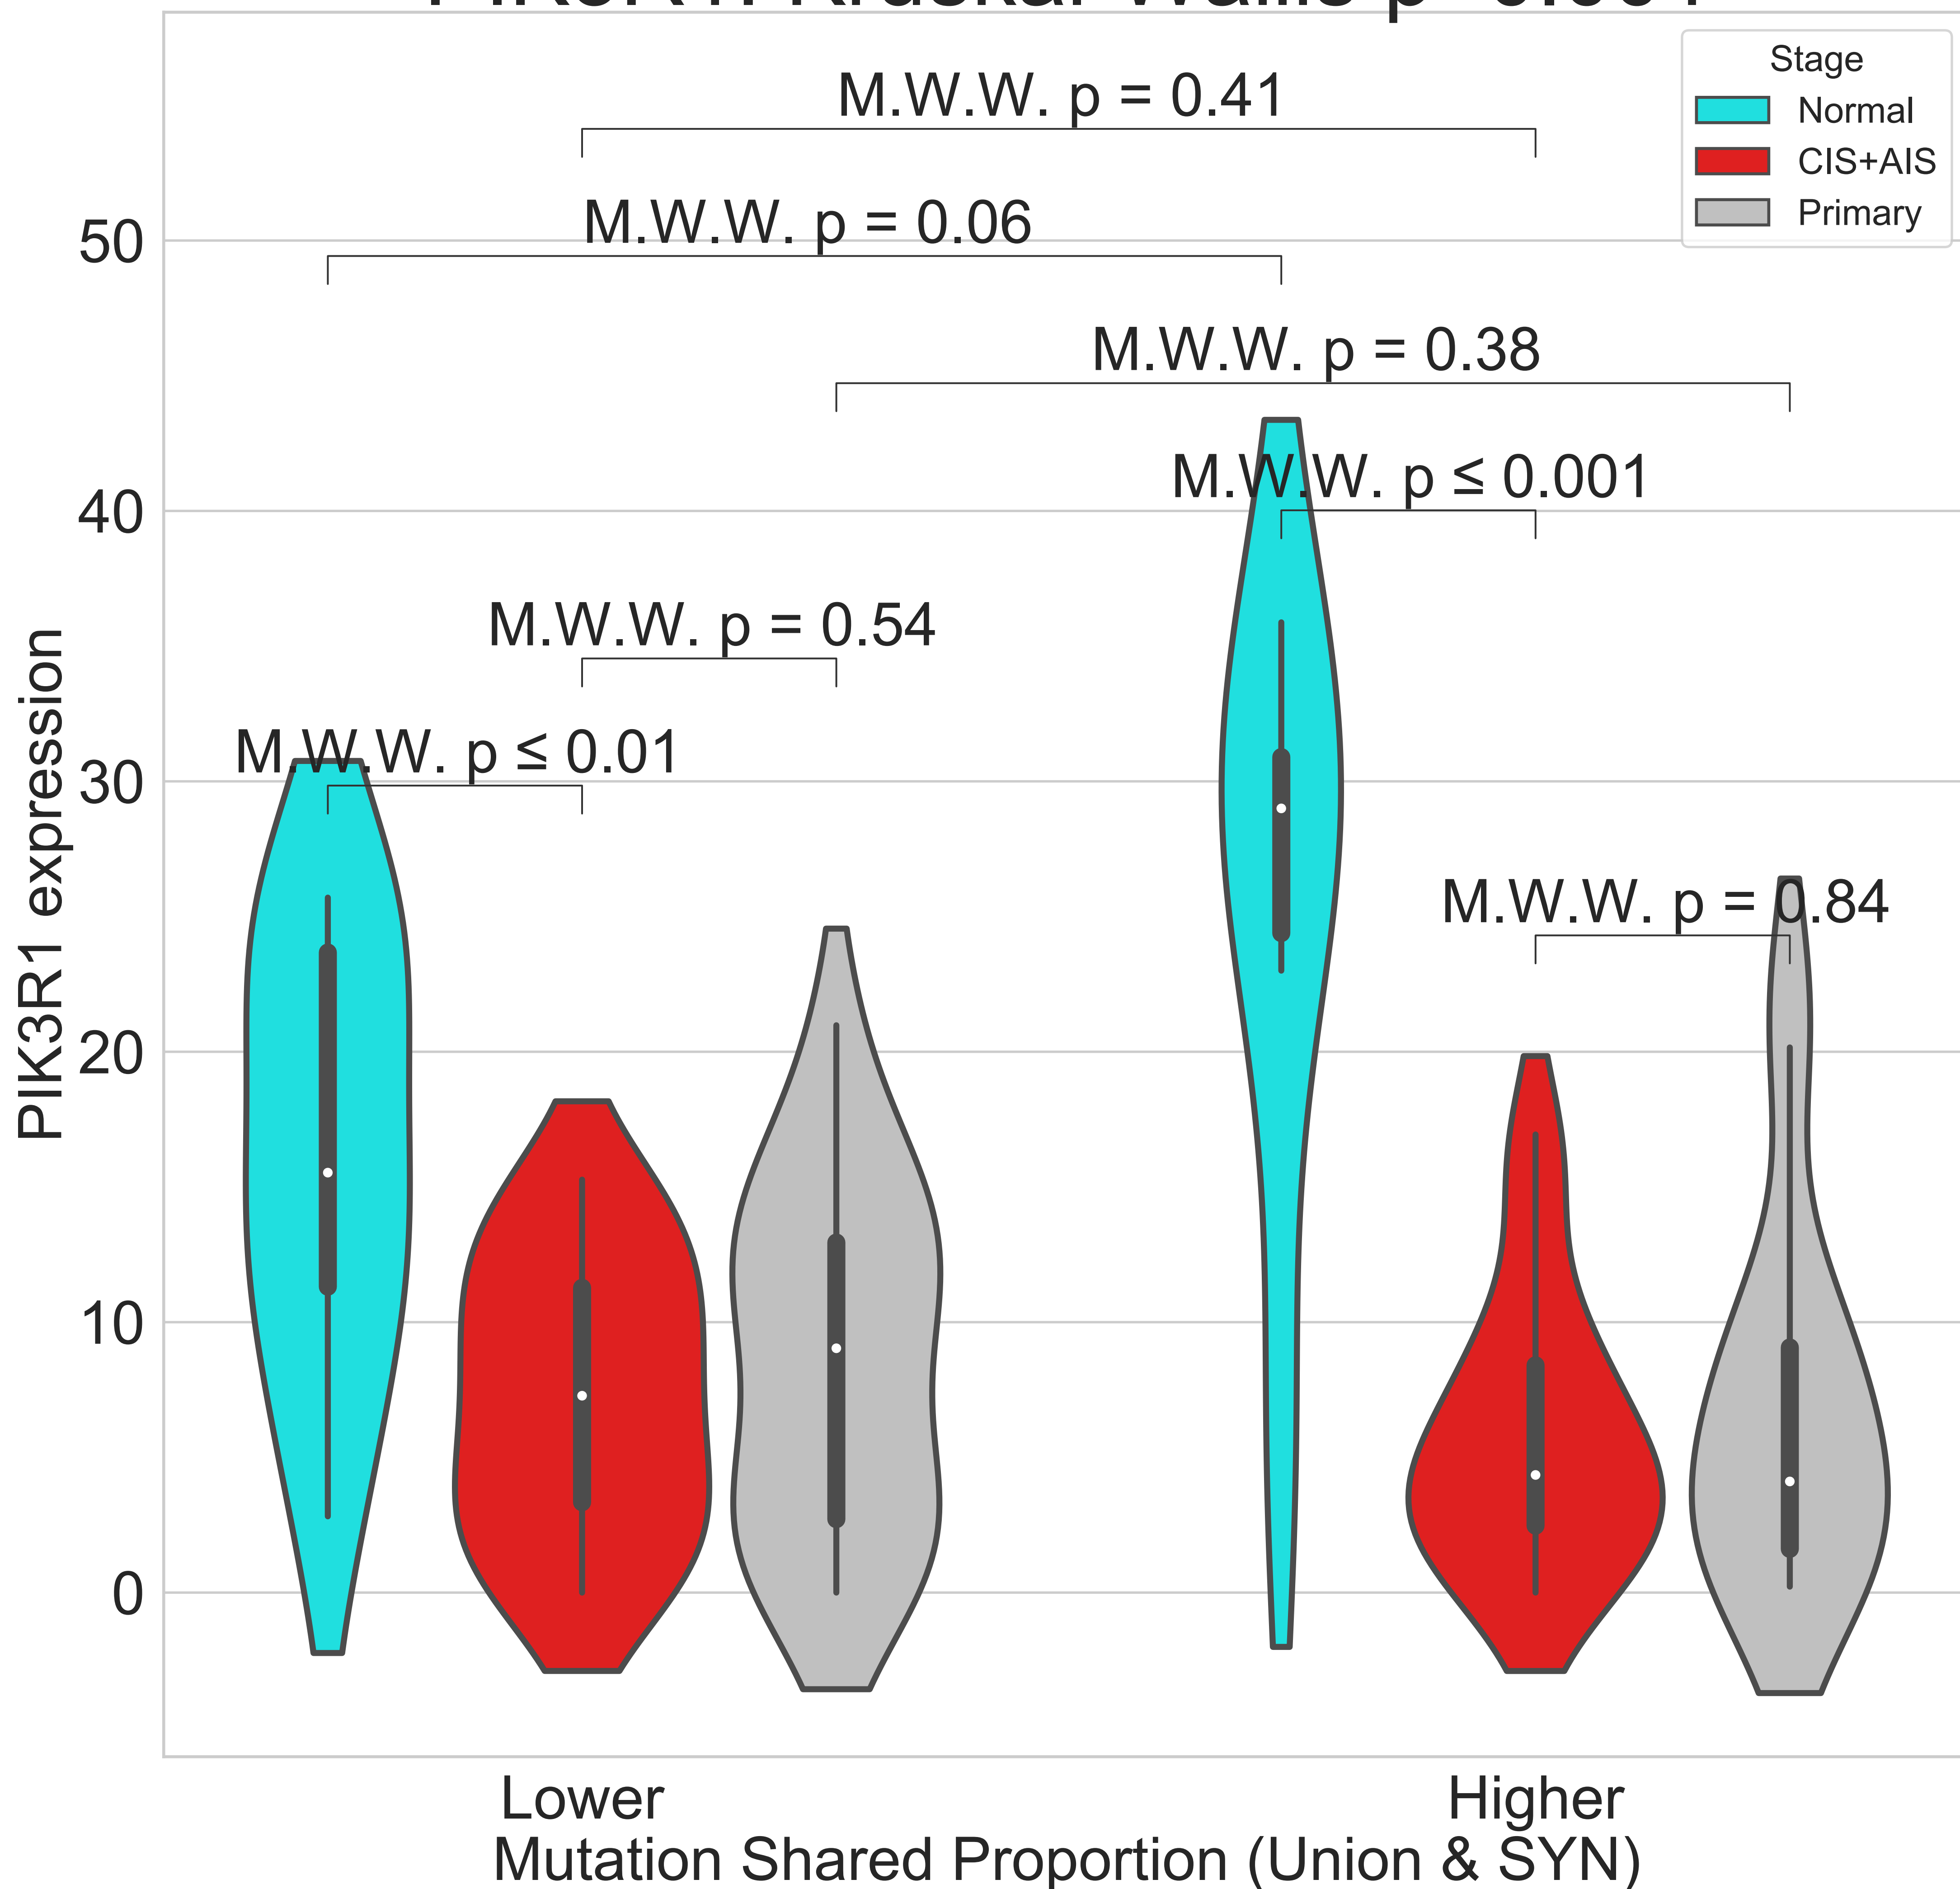 Stage
Normal
CIS+AIS
Primary
M.W.W. p = 0.41
M.W.W. p = 0.06
M.W.W. p = 0.38
M.W.W. p ≤ 0.001
M.W.W. p = 0.54
M.W.W. p ≤ 0.01
M.W.W. p = 0.84
PIK3R1 expression
50
40
30
20
10
0
Lower
Higher
Mutation Shared Proportion (Union & SYN)